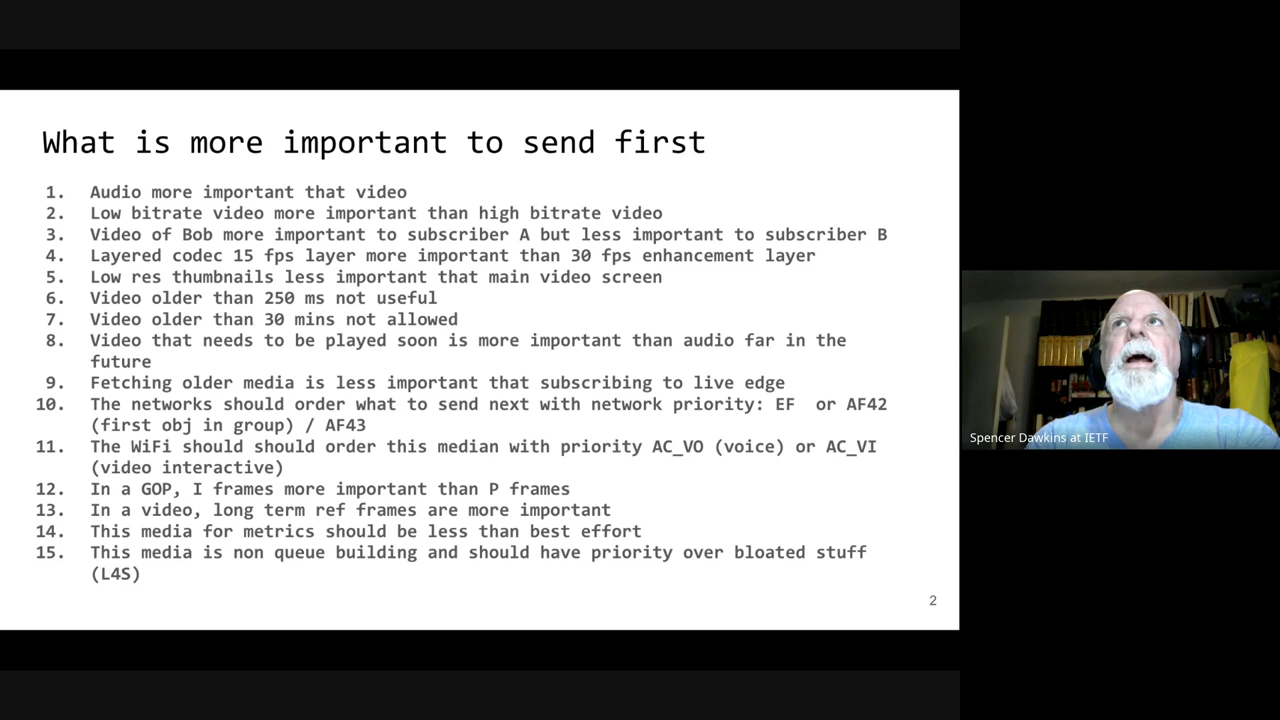 What is more important to send first
1. Audio more important that video
2. Low bitrate video more important than high bitrate video
3. Video of Bob more important to subscriber A but less important to subscriber B
4. Layered codec 15 fps layer more important than 30 fps enhancement layer
5. Low res thumbnails less important that main video screen
6. Video older than 250 ms not useful
7. Video older than 30 mins not allowed
8. Video that needs to be played soon is more important than audio far in the
future
9. Fetching older media is less important that subscribing to live edge
10. The networks should order what to send next with network priority: EF  or AF42
(first obj in group) / AF43
11. The WiFi should should order this median with priority AC_VO (voice) or AC_VI
(video interactive)
12. In a GOP, I frames more important than P frames
13. In a video, long term ref frames are more important
14. This media for metrics should be less than best effort
15. This media is non queue building and should have priority over bloated stuff
(L4S)
2
Spencer Dawkins at IETF